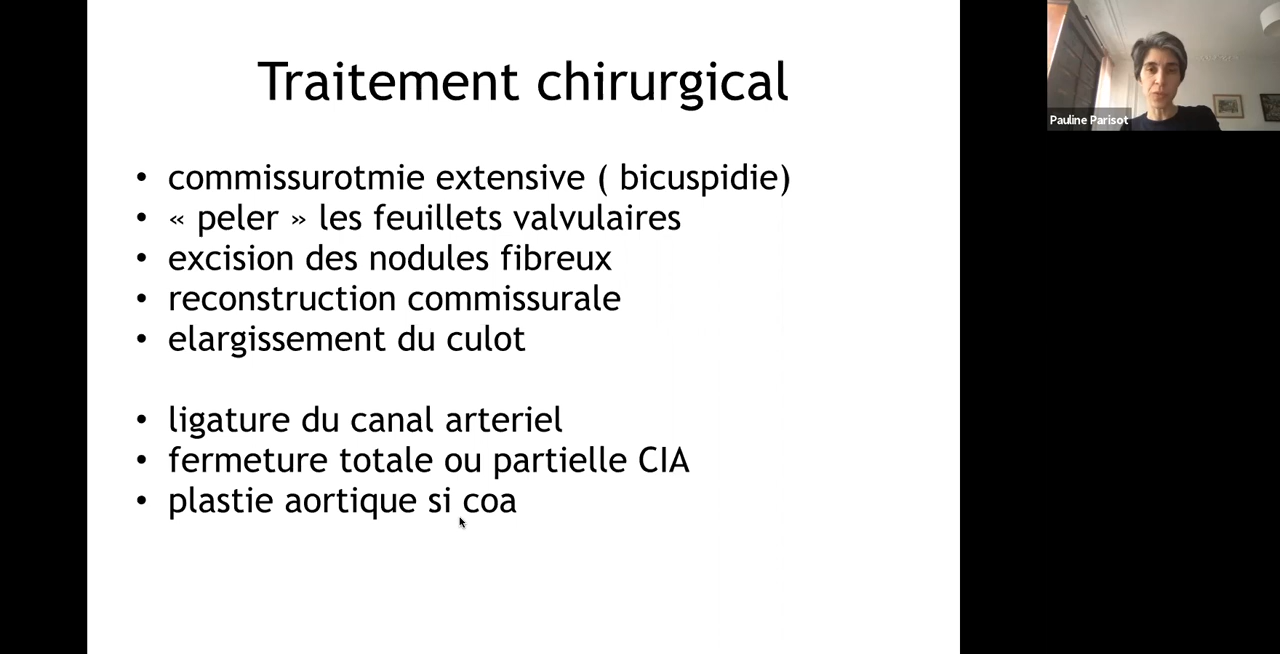 Traitement chirurgical
• commissurotmie extensive ( bicuspidie)
• « peler » les feuillets valvulaires
• excision des nodules fibreux
• reconstruction commissurale
• elargissement du culot
• ligature du canal arteriel
• fermeture totale ou partielle CIA
• plastie aortique si coa
Pauline Parisot